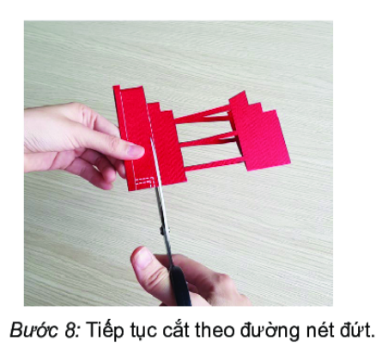 Bước 8: Tiếp tục cắt theo đường nét đứt.